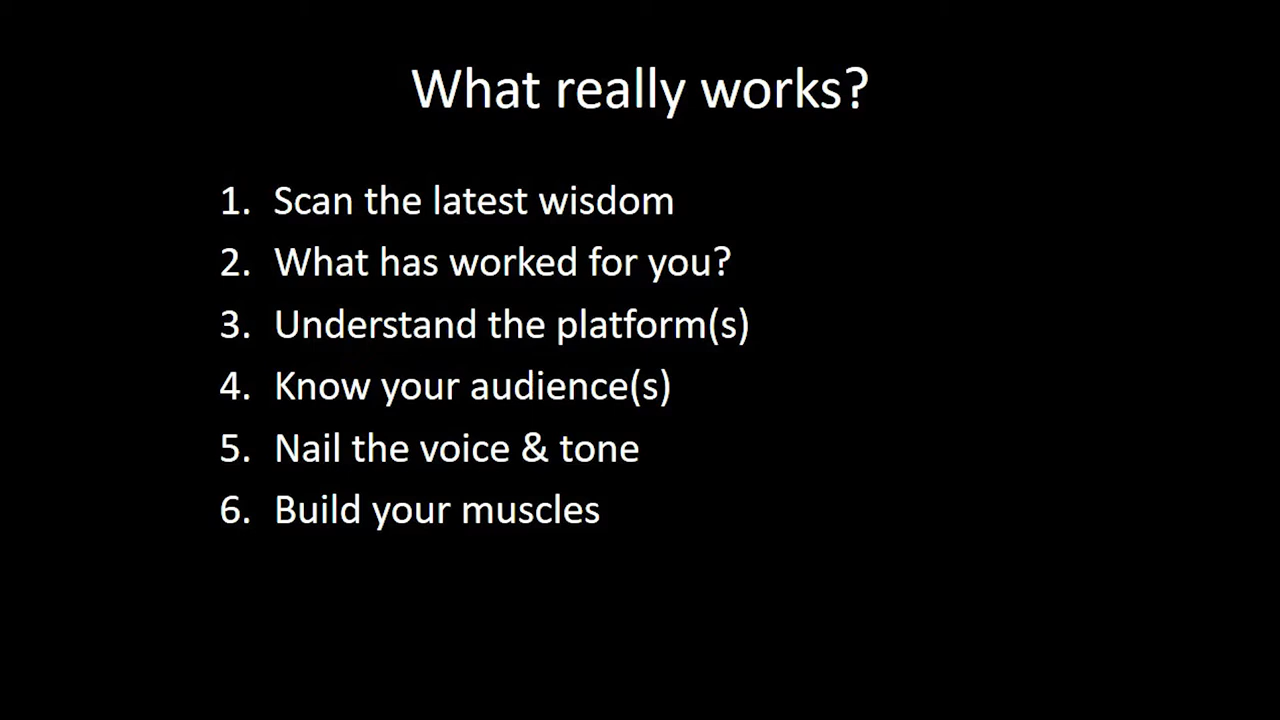 What really works?
1. Scan the latest wisdom
2. What has worked for you?
3. Understand the platform(s)
4. Know your audience(s)
5. Nail the voice & tone
6. Build your muscles